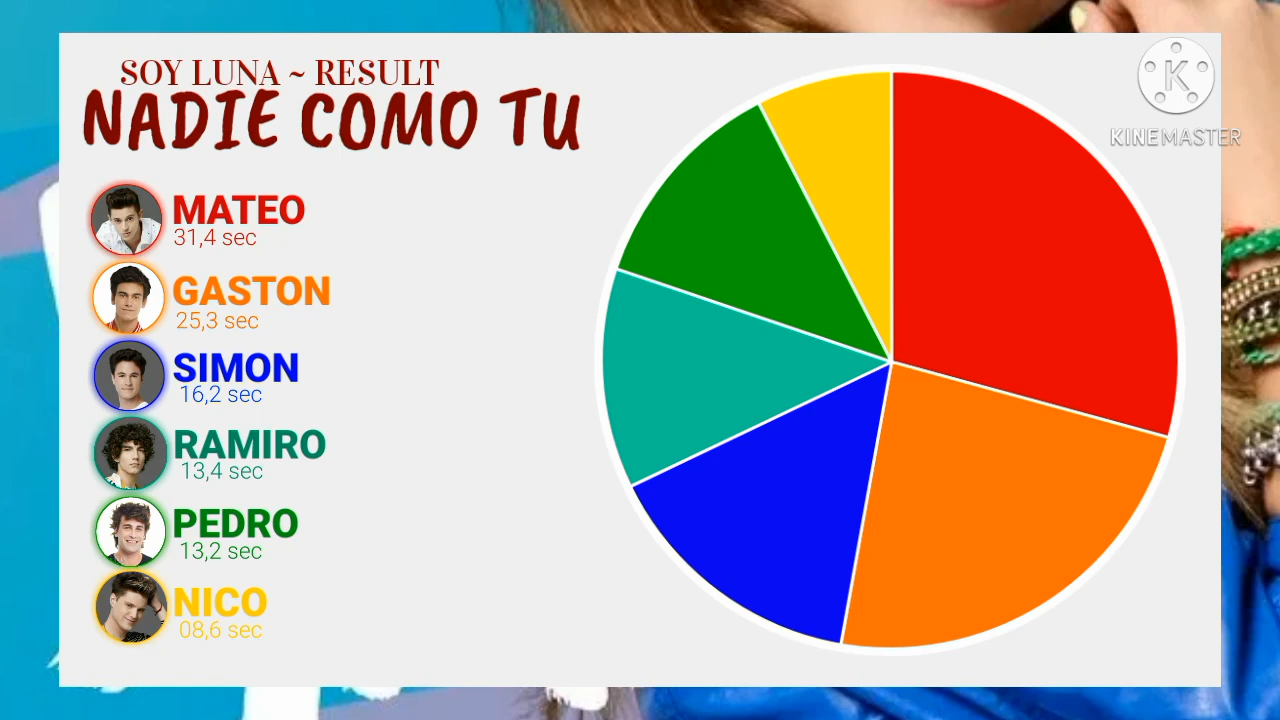 SOY LUNA ~ RESULT
NADIE COMO TU
MATEO
31,4 sec
GASTON
25,3 sec
SIMON
16,2 sec
RAMIRO
13,4 sec
PEDRO
13,2 sec
NICO
08,6 sec
K
KINEMASTER